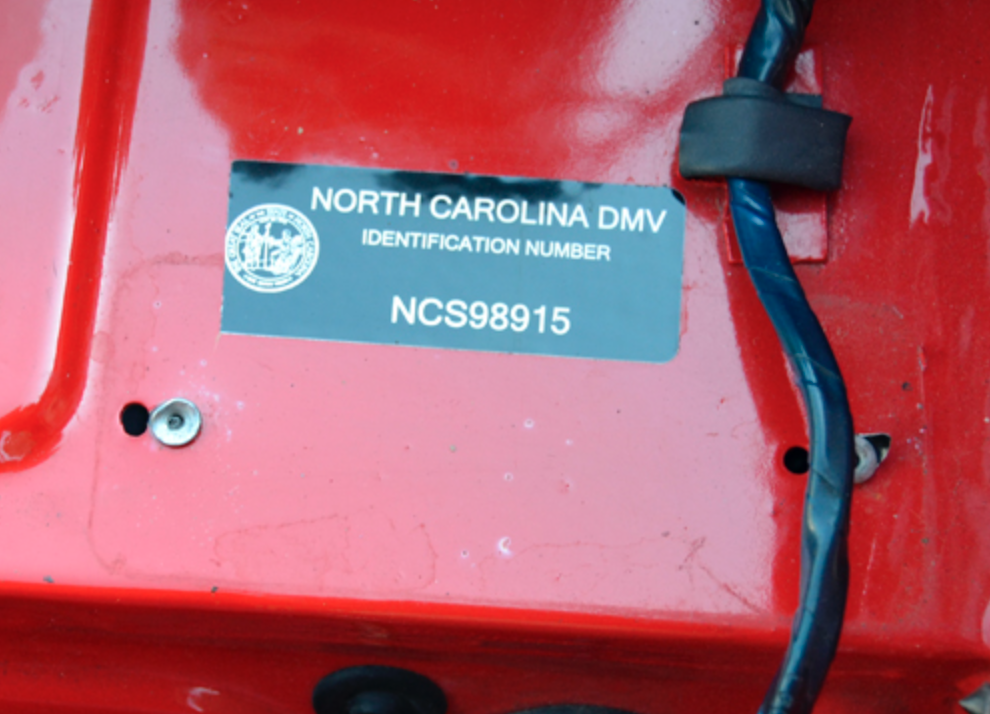 NORTH CAROLINA DMV
IDENTIFICATION NUMBER
NCS98915